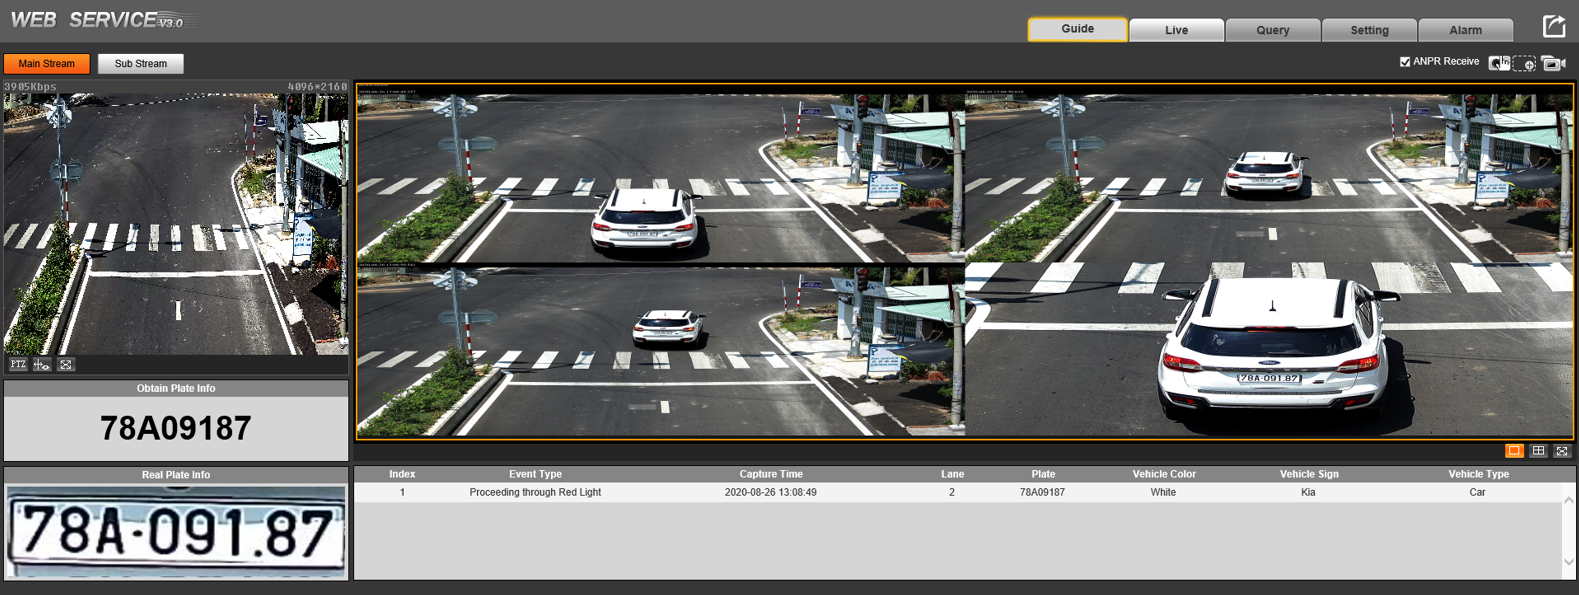 WEB SERVICE V3.0
Guide
Live
Query
Setting
Alarm
Main Stream
Sub Stream
ANPR Receive
3905Kbps
4096*2160
PTZ
Obtain Plate Info
78A09187
Real Plate Info
78A-091.87
78A-091.87
Index Event Type Capture Time Lane Plate Vehicle Color Vehicle Sign Vehicle Type
1 Proceeding through Red Light 2020-08-26 13:08:49 2 78A09187 White Kia Car